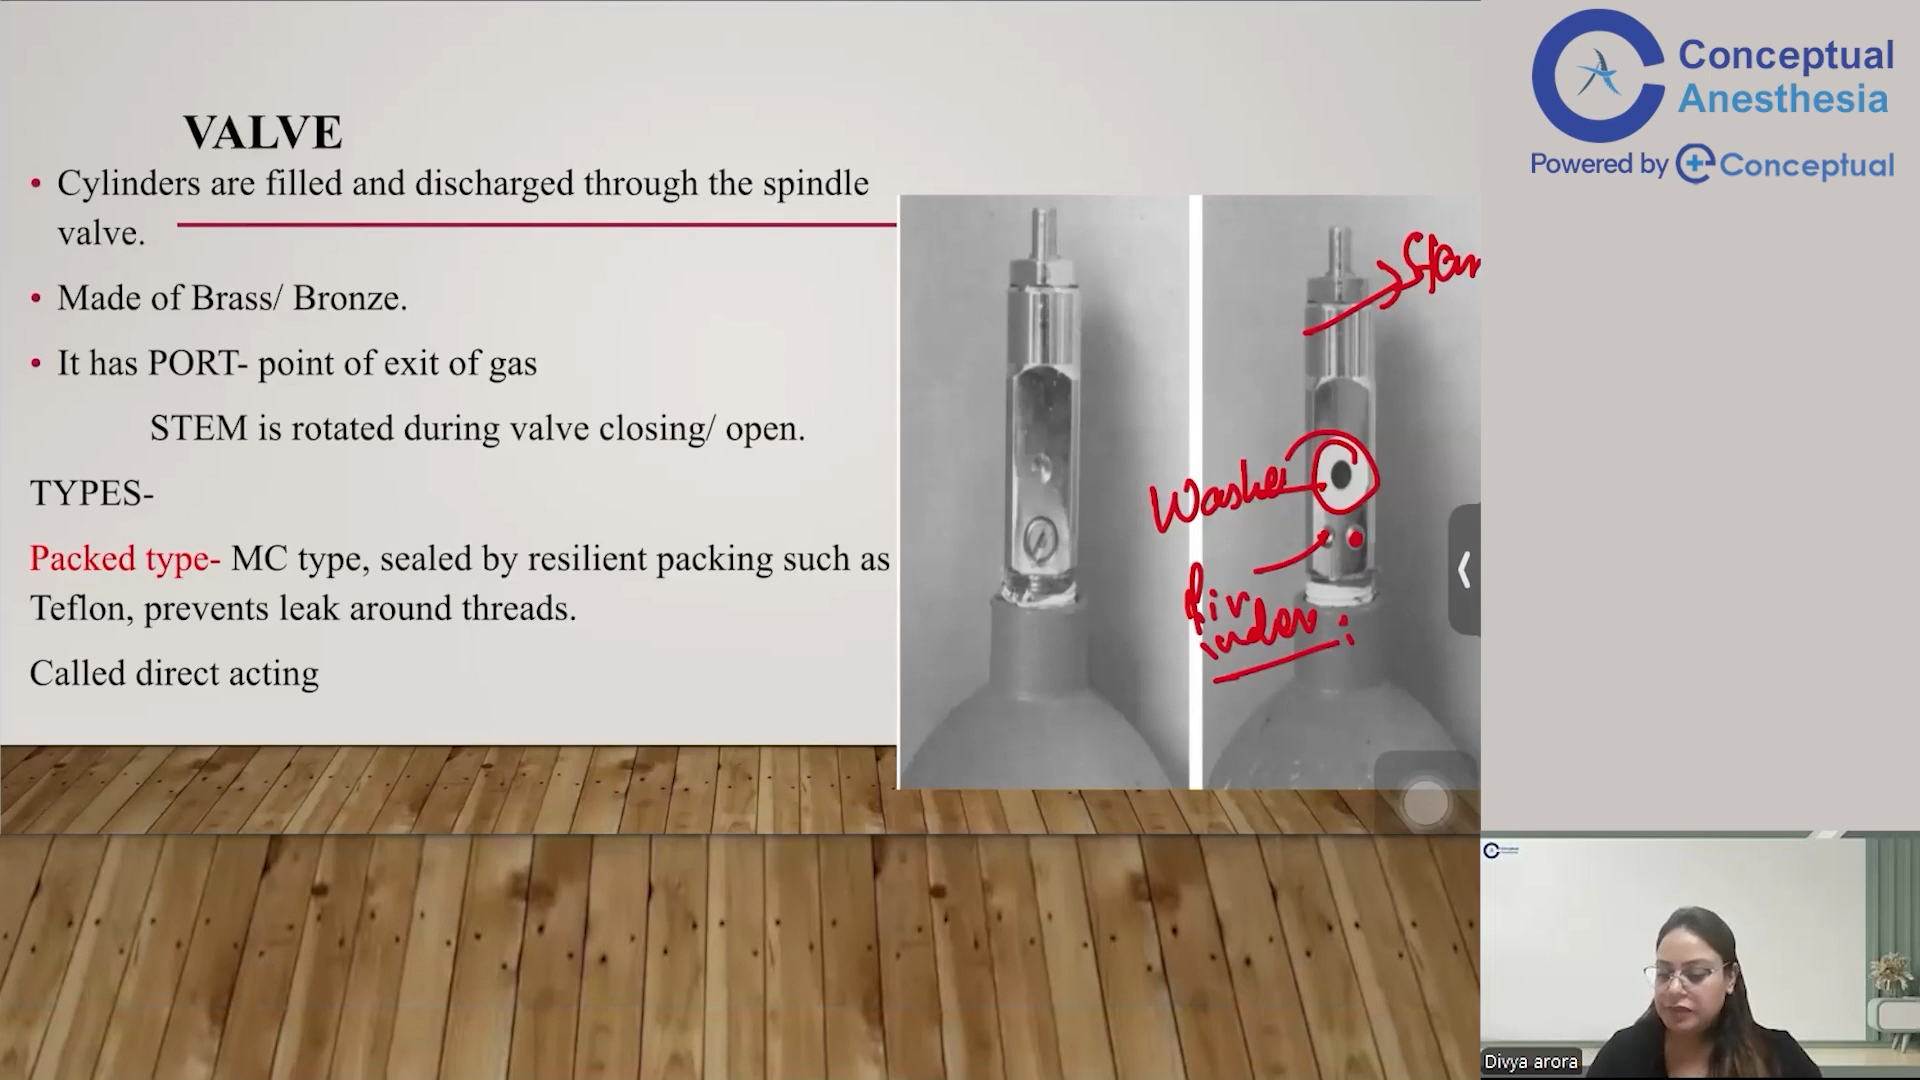 VALVE
• Cylinders are filled and discharged through the spindle
valve.
• Made of Brass/ Bronze.
• It has PORT- point of exit of gas
STEM is rotated during valve closing/ open.
TYPES-
Packed type- MC type, sealed by resilient packing such as
Teflon, prevents leak around threads.
Called direct acting
Stem
Washer
Pin
index
Conceptual
Anesthesia
Powered by Conceptual
Divya arora